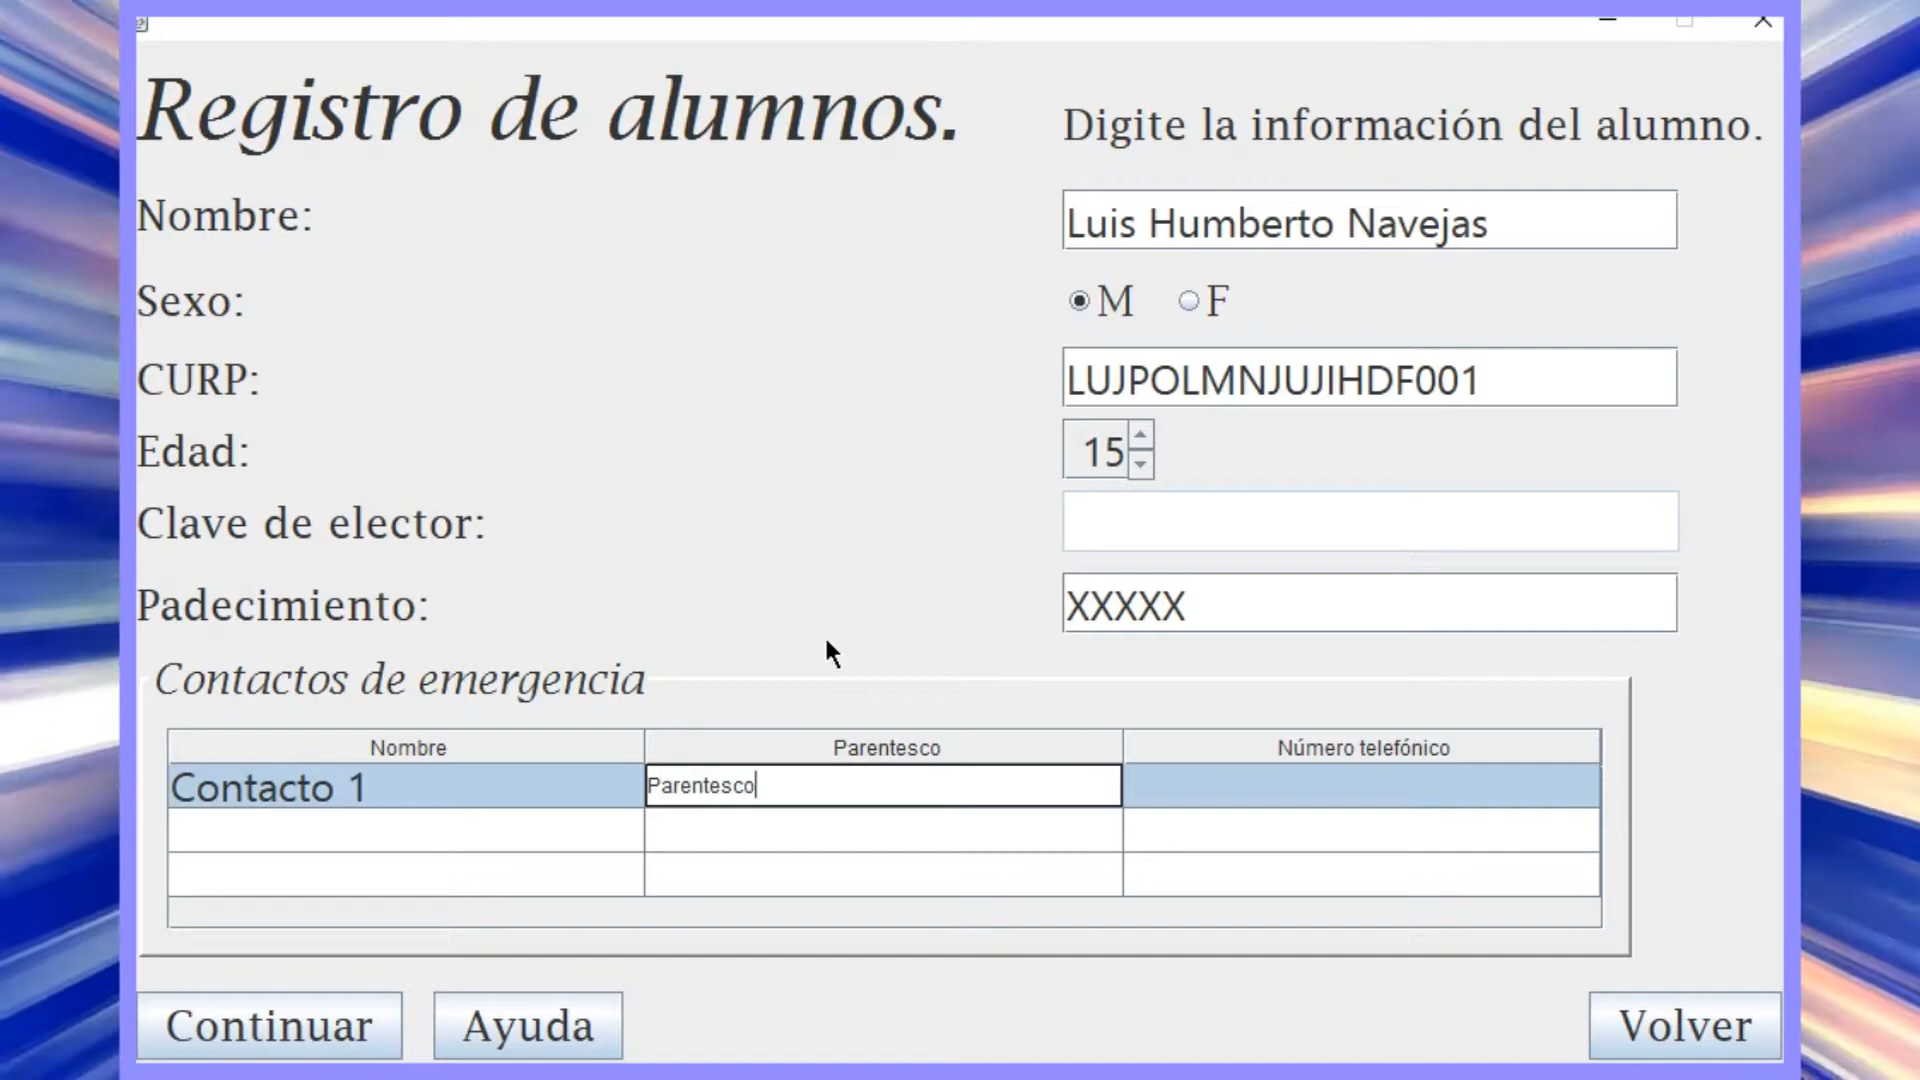 Registro de alumnos.
Digite la información del alumno.
Nombre:
Luis Humberto Navejas
Sexo:
M
F
CURP:
LUJPOLMNJUJIHDF001
Edad:
15
Clave de elector:
Padecimiento:
XXXXX
Contactos de emergencia
Nombre
Parentesco
Número telefónico
Contacto 1
Parentesco
Continuar
Ayuda
Volver